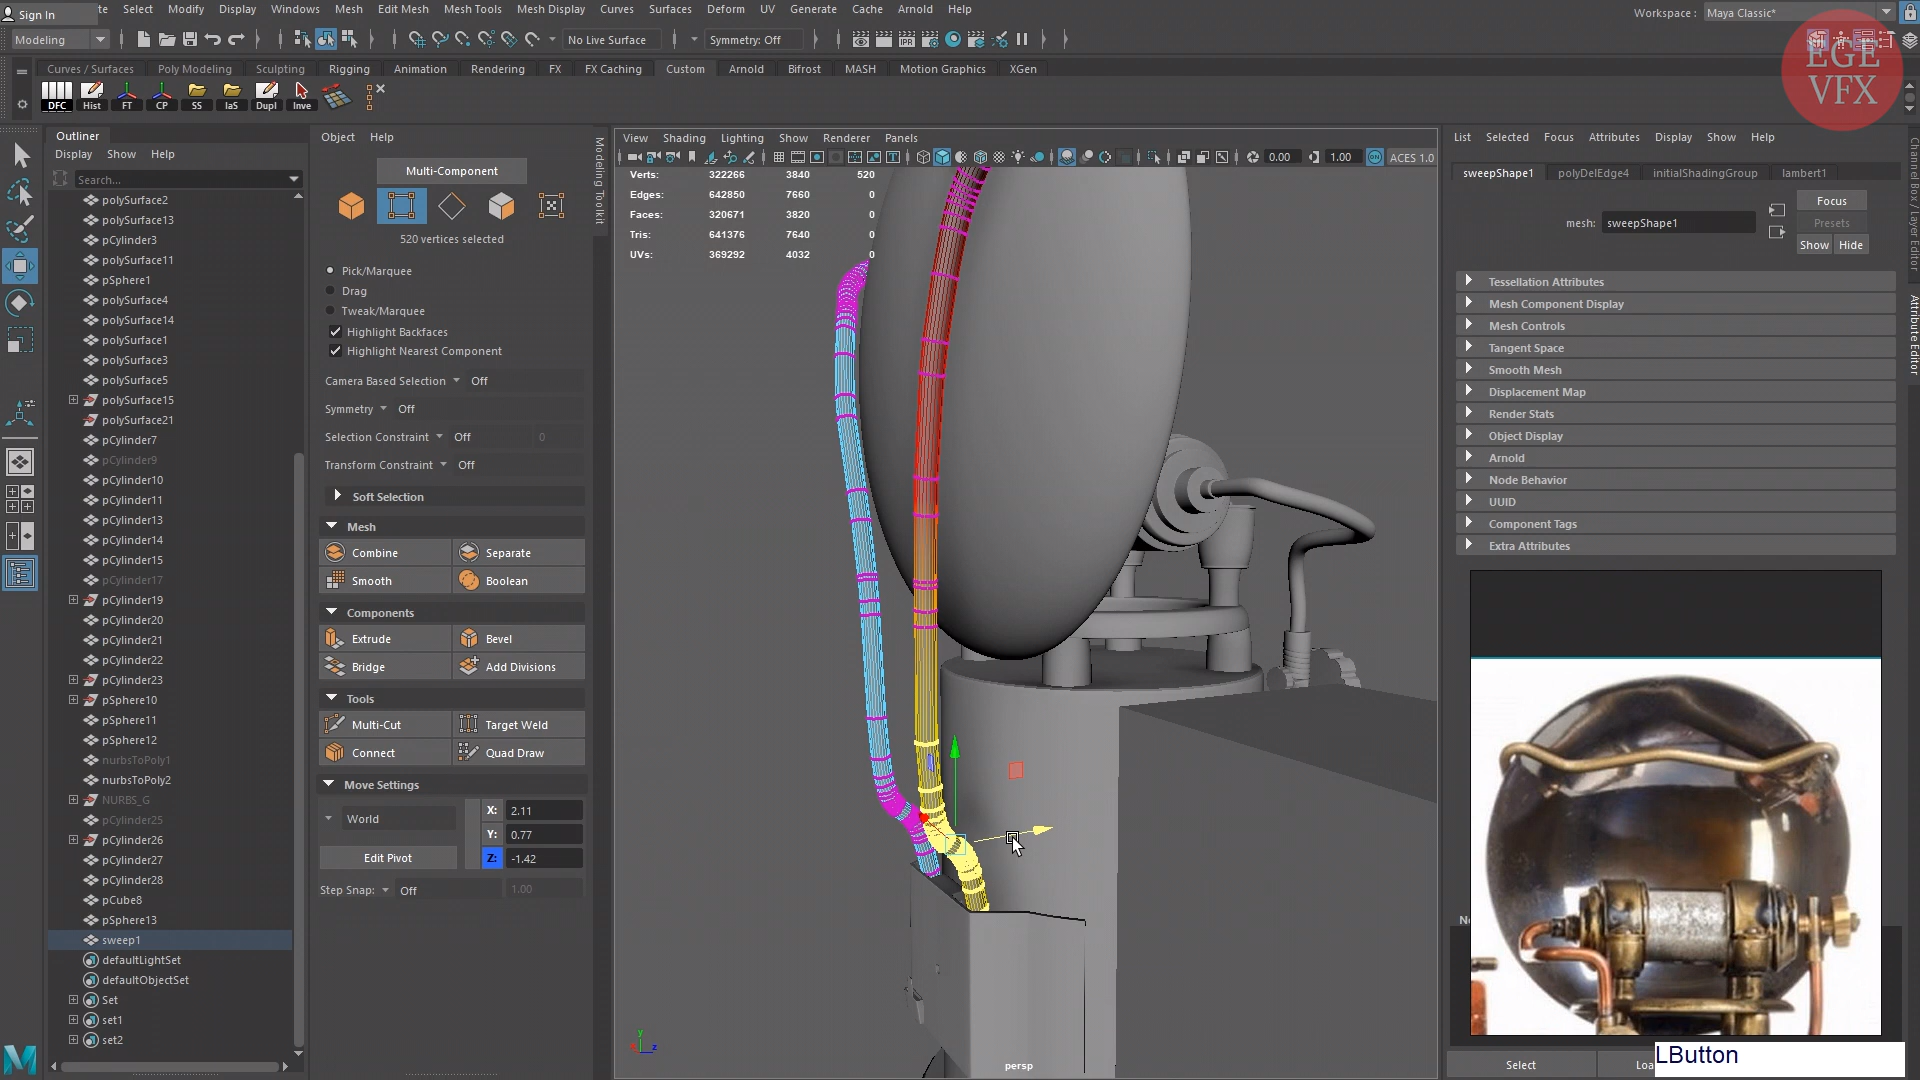 Sign In
te Select Modify Display Windows Mesh Edit Mesh Mesh Tools Mesh Display Curves Surfaces Deform UV Generate Cache Arnold Help
Workspace : Maya Classic*
Modeling
No Live Surface
Symmetry: Off
IPR
EGE
VFX
Curves / Surfaces Poly Modeling Sculpting Rigging Animation Rendering FX FX Caching Custom Arnold Bifrost MASH Motion Graphics XGen
DFC Hist FT CP SS IaS Dupl Inve
Outliner
Display Show Help
Search...
polySurface2
polySurface13
pCylinder3
polySurface11
pSphere1
polySurface4
polySurface14
polySurface1
polySurface3
polySurface5
polySurface15
polySurface21
pCylinder7
pCylinder9
pCylinder10
pCylinder11
pCylinder13
pCylinder14
pCylinder15
pCylinder17
pCylinder19
pCylinder20
pCylinder21
pCylinder22
pCylinder23
pSphere10
pSphere11
pSphere12
nurbsToPoly1
nurbsToPoly2
NURBS_G
pCylinder25
pCylinder26
pCylinder27
pCylinder28
pCube8
pSphere13
sweep1
defaultLightSet
defaultObjectSet
Set
set1
set2
Object Help
Multi-Component
520 vertices selected
Pick/Marquee
Drag
Tweak/Marquee
Highlight Backfaces
Highlight Nearest Component
Camera Based Selection Off
Symmetry Off
Selection Constraint Off 0
Transform Constraint Off
Soft Selection
Mesh
Combine Separate
Smooth Boolean
Components
Extrude Bevel
Bridge Add Divisions
Tools
Multi-Cut Target Weld
Connect Quad Draw
Move Settings
World
X: 2.11
Y: 0.77
Edit Pivot
Z: -1.42
Step Snap: Off 1.00
Modeling Toolkit
View Shading Lighting Show Renderer Panels
0.00 1.00 ON ACES 1.0
Verts: 322266 3840 520
Edges: 642850 7660 0
Faces: 320671 3820 0
Tris: 641376 7640 0
UVs: 369292 4032 0
y
z
persp
List Selected Focus Attributes Display Show Help
sweepShape1 polyDelEdge4 initialShadingGroup lambert1
Focus
Presets
mesh: sweepShape1
Show Hide
Tessellation Attributes
Mesh Component Display
Mesh Controls
Tangent Space
Smooth Mesh
Displacement Map
Render Stats
Object Display
Arnold
Node Behavior
UUID
Component Tags
Extra Attributes
Select
LButton
Channel Box / Layer Editor
Attribute Editor